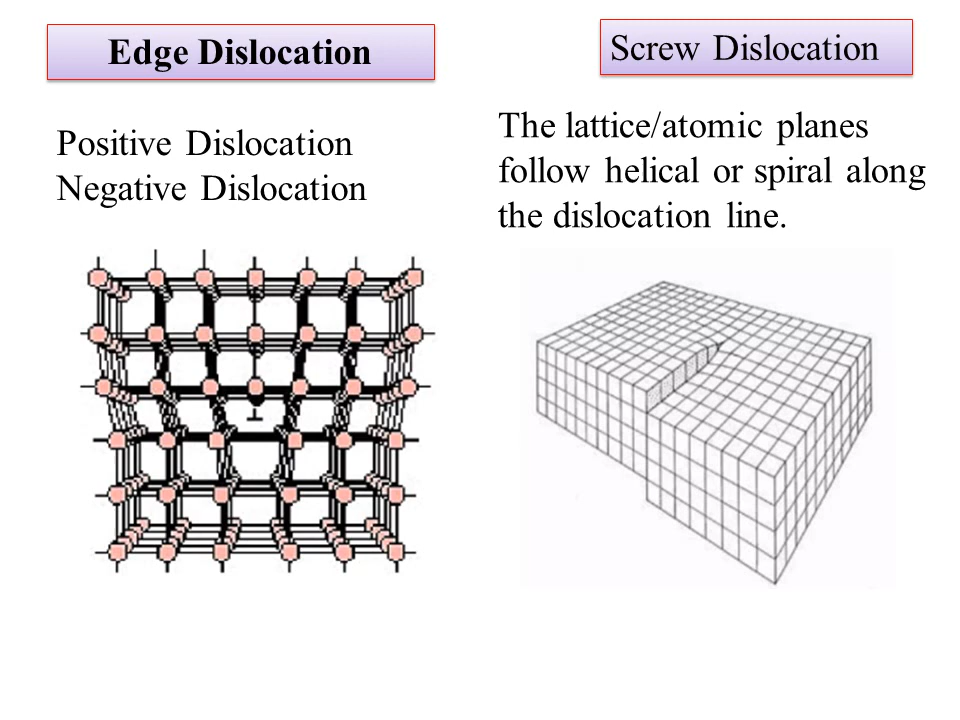 Edge Dislocation
Screw Dislocation
Positive Dislocation
Negative Dislocation
The lattice/atomic planes
follow helical or spiral along
the dislocation line.